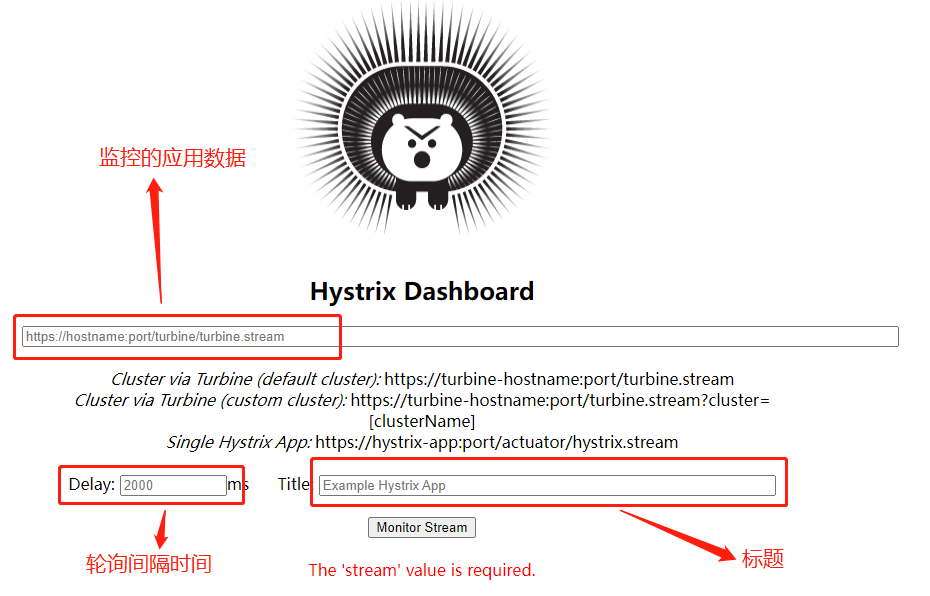 监控的应用数据
Hystrix Dashboard
https://hostname:port/turbine/turbine.stream
Cluster via Turbine (default cluster): https://turbine-hostname:port/turbine.stream
Cluster via Turbine (custom cluster): https://turbine-hostname:port/turbine.stream?cluster=
[clusterName]
Single Hystrix App: https://hystrix-app:port/actuator/hystrix.stream
Delay: 2000 ms Title: Example Hystrix App
Monitor Stream
轮询间隔时间
标题
The 'stream' value is required.